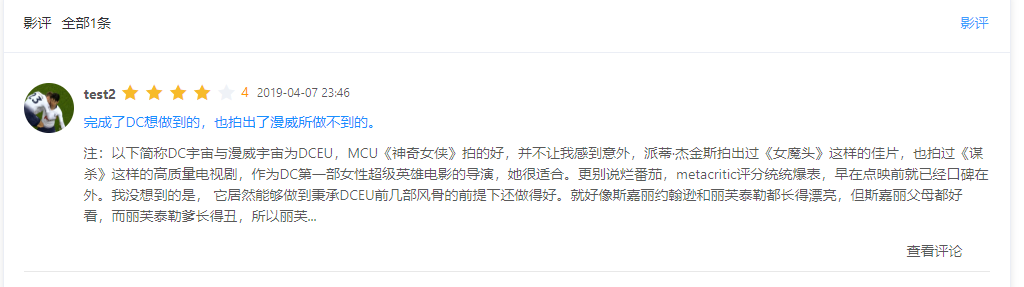 影评 全部1条 影评
test2 4 2019-04-07 23:46
完成了DC想做到的，也拍出了漫威所做不到的。
注：以下简称DC宇宙与漫威宇宙为DCEU，MCU《神奇女侠》拍的好，并不让我感到意外，派蒂·杰金斯拍出过《女魔头》这样的佳片，也拍过《谋
杀》这样的高质量电视剧，作为DC第一部女性超级英雄电影的导演，她很适合。更别说烂番茄，metacritic评分统统爆表，早在点映前就已经口碑在
外。我没想到的是， 它居然能够做到秉承DCEU前几部风骨的前提下还做得好。就好像斯嘉丽约翰逊和丽芙泰勒都长得漂亮，但斯嘉丽父母都好
看，而丽芙泰勒爹长得丑，所以丽芙...
查看评论